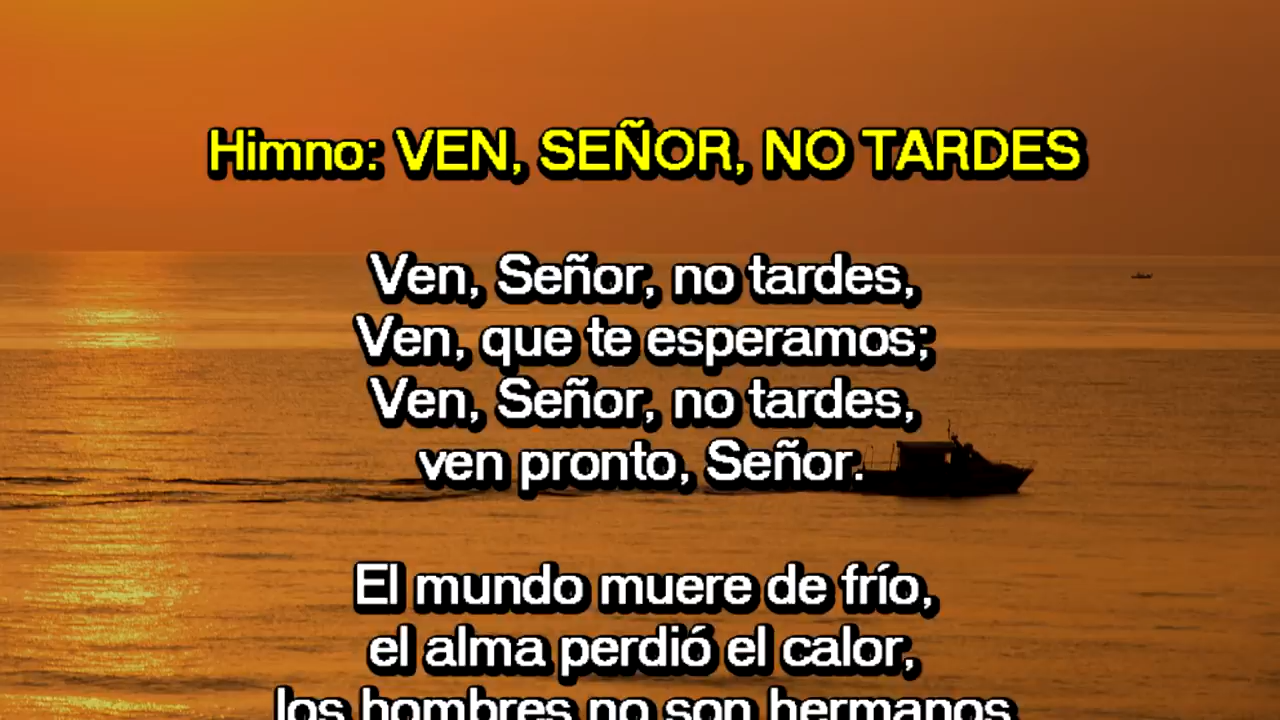 Himno: VEN, SEÑOR, NO TARDES
Ven, Señor, no tardes,
Ven, que te esperamos;
Ven, Señor, no tardes,
ven pronto, Señor.
El mundo muere de frío,
el alma perdió el calor,
los hombres no son hermanos